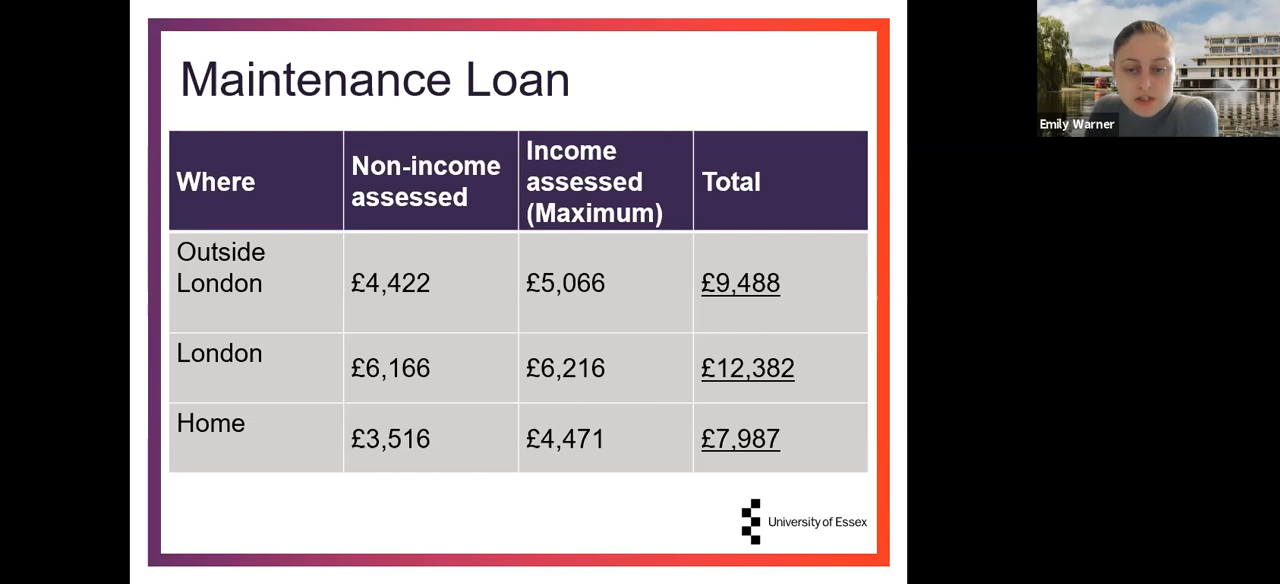 Maintenance Loan
Where
Non-income
assessed
Income
assessed
(Maximum)
Total
Outside
London
£4,422
£5,066
£9,488
London
£6,166
£6,216
£12,382
Home
£3,516
£4,471
£7,987
University of Essex
Emily Warner